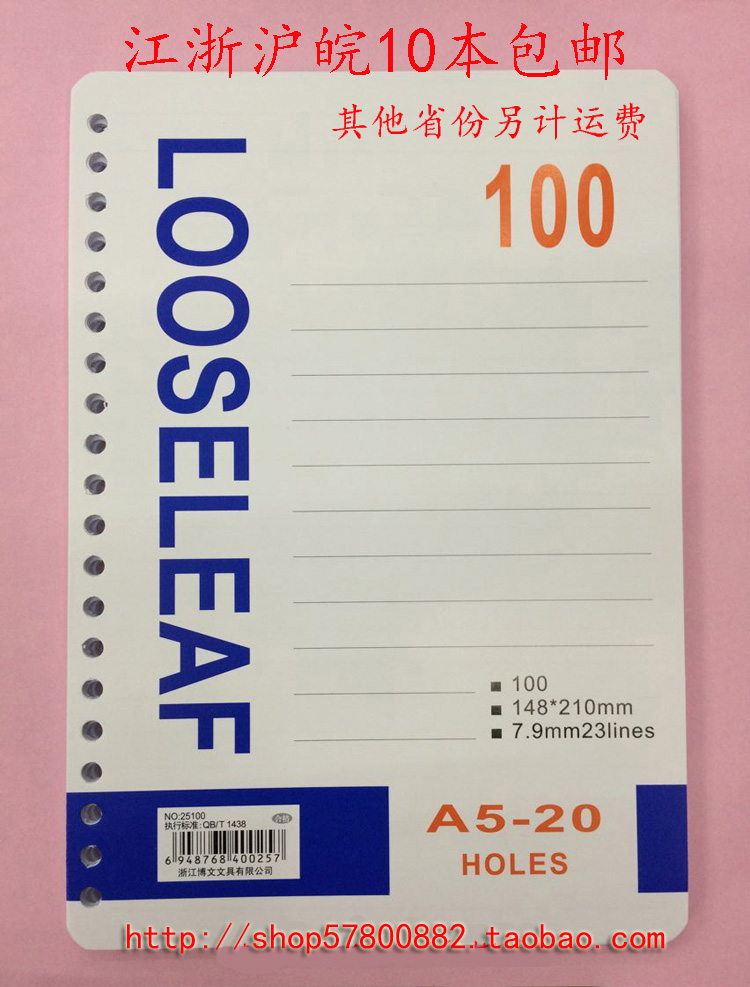 江浙沪皖10本包邮
其他省份另计运费
LOOSELEAF
100
100
148*210mm
7.9mm23lines
NO:25100
合格
执行标准:QB/T 1438
6 948768 400257
浙江博文文具有限公司
A5-20
HOLES
http://shop57800882.taobao.com